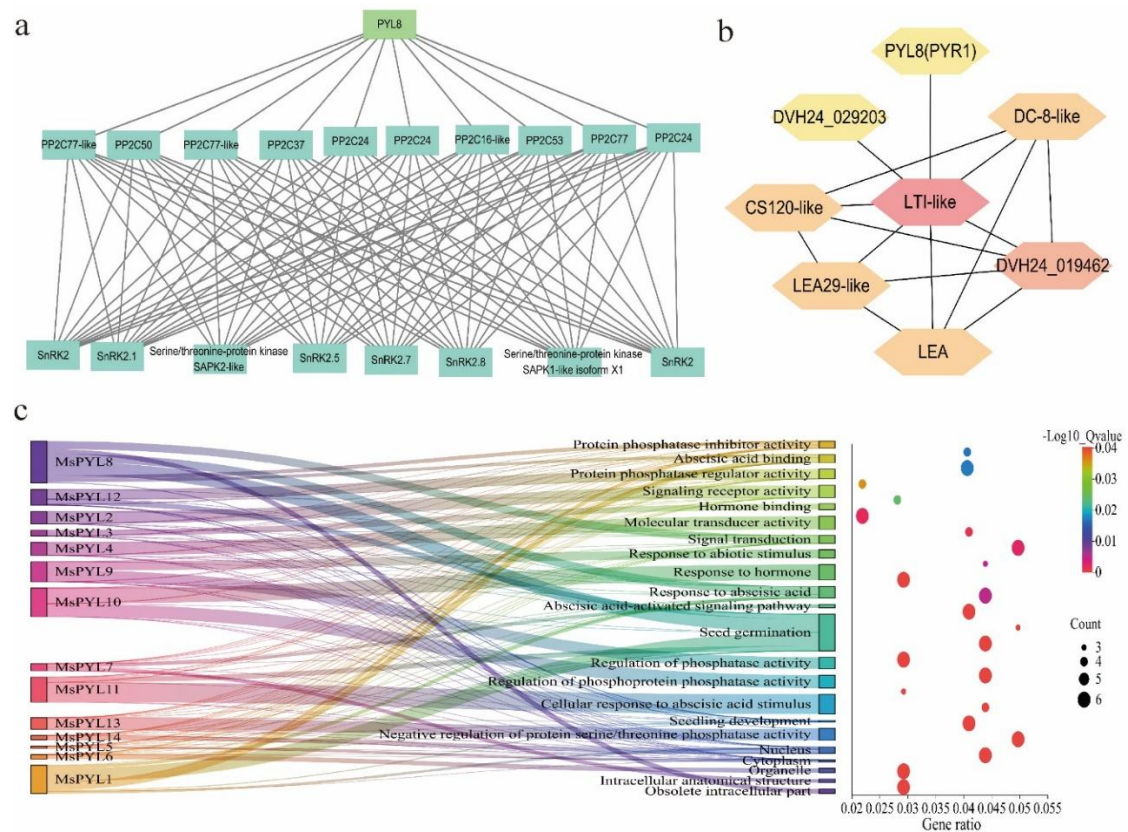 a
PYL8
PP2C77-like
PP2C50
PP2C77-like
PP2C37
PP2C24
PP2C24
PP2C16-like
PP2C53
PP2C77
PP2C24
SnRK2
SnRK2.1
Serine/threonine-protein kinase
SAPK2-like
SnRK2.5
SnRK2.7
SnRK2.8
Serine/threonine-protein kinase
SAPK1-like isoform X1
SnRK2
b
PYL8(PYR1)
DVH24_029203
DC-8-like
CS120-like
LTI-like
DVH24_019462
LEA29-like
LEA
c
MsPYL8
MsPYL12
MsPYL2
MsPYL3
MsPYL4
MsPYL9
MsPYL10
MsPYL7
MsPYL11
MsPYL13
MsPYL14
MsPYL5
MsPYL6
MsPYL1
Protein phosphatase inhibitor activity
Abscisic acid binding
Protein phosphatase regulator activity
Signaling receptor activity
Hormone binding
Molecular transducer activity
Signal transduction
Response to abiotic stimulus
Response to hormone
Response to abscisic acid
Abscisic acid-activated signaling pathway
Seed germination
Regulation of phosphatase activity
Regulation of phosphoprotein phosphatase activity
Cellular response to abscisic acid stimulus
Seedling development
Negative regulation of protein serine/threonine phosphatase activity
Nucleus
Cytoplasm
Organelle
Intracellular anatomical structure
Obsolete intracellular part
0.02 0.025 0.03 0.035 0.04 0.045 0.05 0.055
Gene ratio
-Log10_Qvalue
0.04
0.03
0.02
0.01
0
Count
3
4
5
6